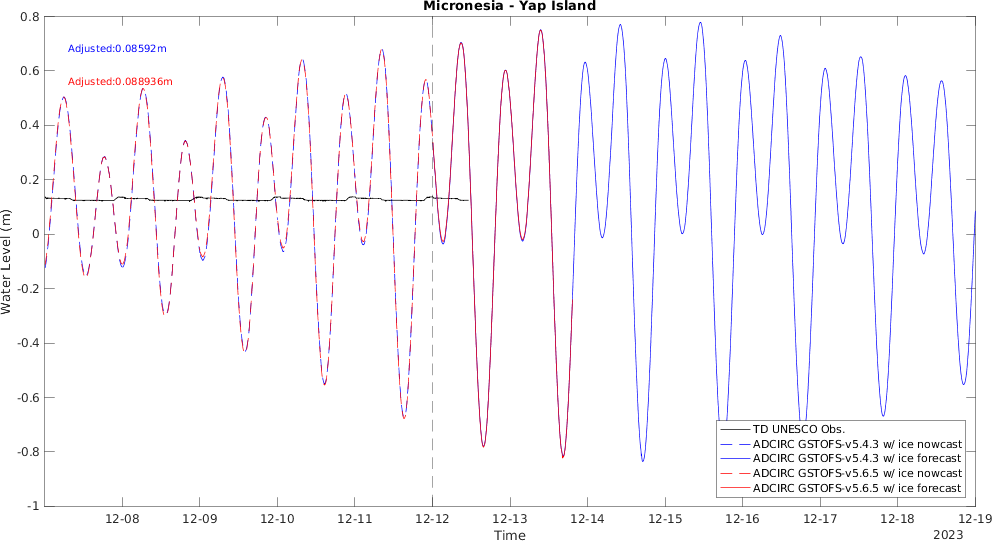 Micronesia - Yap Island
Adjusted:0.08592m
Adjusted:0.088936m
Water Level (m)
0.8
0.6
0.4
0.2
0
-0.2
-0.4
-0.6
-0.8
-1
TD UNESCO Obs.
ADCIRC GSTOFS-v5.4.3 w/ ice nowcast
ADCIRC GSTOFS-v5.4.3 w/ ice forecast
ADCIRC GSTOFS-v5.6.5 w/ ice nowcast
ADCIRC GSTOFS-v5.6.5 w/ ice forecast
12-08 12-09 12-10 12-11 12-12 12-13 12-14 12-15 12-16 12-17 12-18 12-19
Time
2023